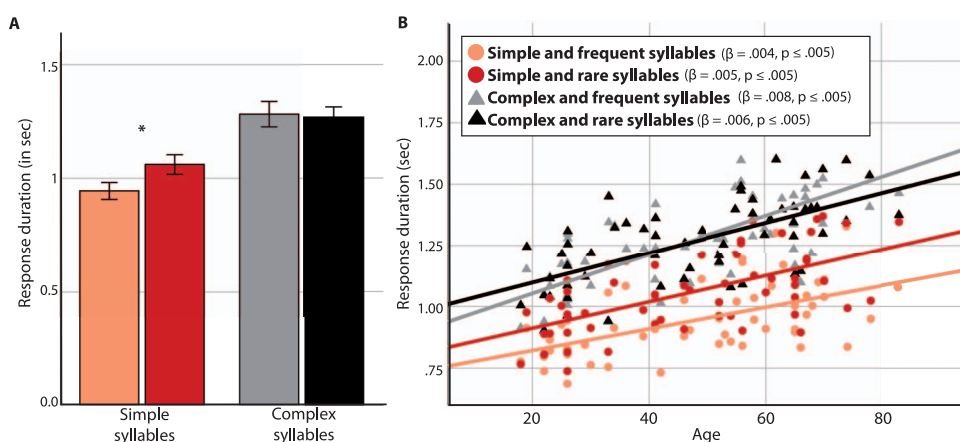 A
Response duration (in sec)
1.5
1
0.5
0.0
*
Simple
syllables
Complex
syllables
B
Response duration (sec)
2.00
1.75
1.50
1.25
1.00
.75
Simple and frequent syllables (β = .004, p ≤ .005)
Simple and rare syllables (β = .005, p ≤ .005)
Complex and frequent syllables (β = .008, p ≤ .005)
Complex and rare syllables (β = .006, p ≤ .005)
20 40 60 80
Age